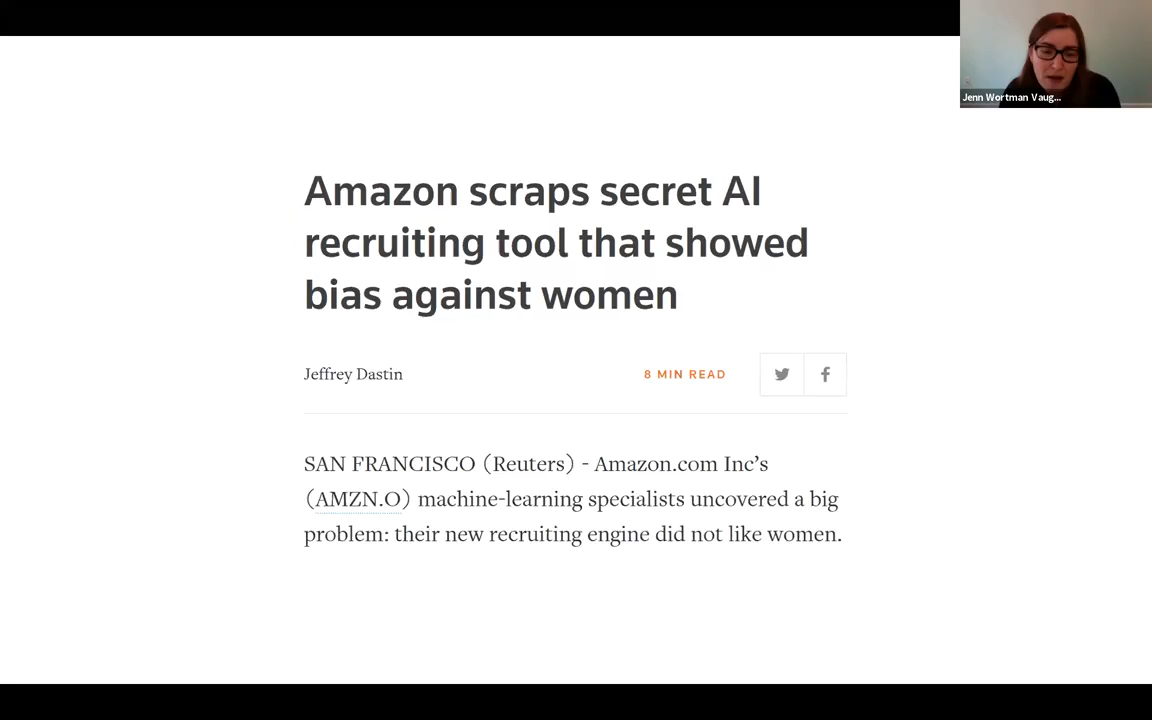 Jenn Wortman Vaug...
Amazon scraps secret AI
recruiting tool that showed
bias against women
Jeffrey Dastin
8 MIN READ
SAN FRANCISCO (Reuters) - Amazon.com Inc’s
(AMZN.O) machine-learning specialists uncovered a big
problem: their new recruiting engine did not like women.